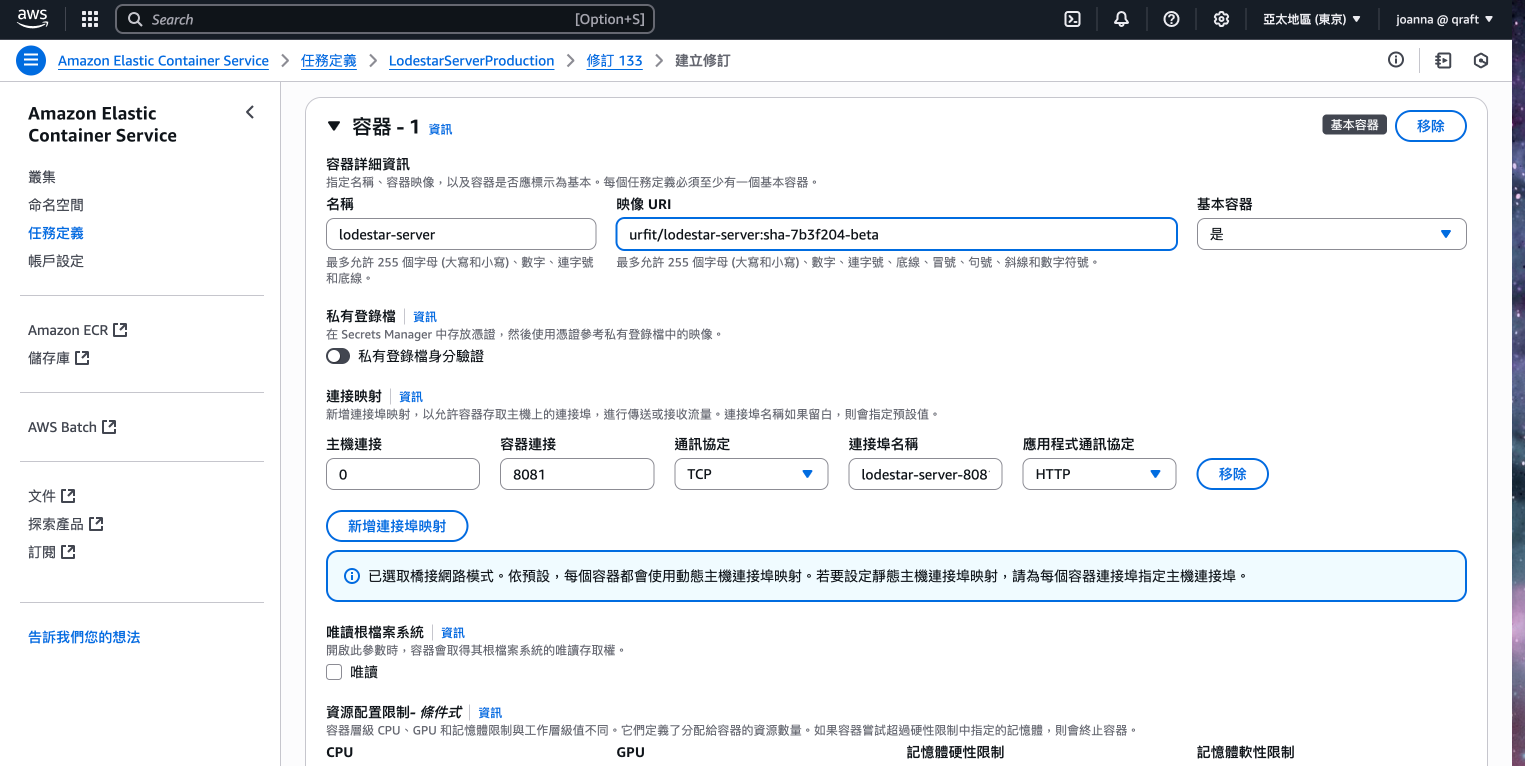 aws
Search
[Option+S]
亞太地區 (東京)
joanna @ qraft
Amazon Elastic Container Service
任務定義
LodestarServerProduction
修訂 133
建立修訂
Amazon Elastic
Container Service
叢集
命名空間
任務定義
帳戶設定
Amazon ECR
儲存庫
AWS Batch
文件
探索產品
訂閱
告訴我們您的想法
容器 - 1 資訊
基本容器
移除
容器詳細資訊
指定名稱、容器映像，以及容器是否應標示為基本。每個任務定義必須至少有一個基本容器。
名稱
映像 URI
基本容器
lodestar-server
urfit/lodestar-server:sha-7b3f204-beta
是
最多允許 255 個字母 (大寫和小寫)、數字、連字號
和底線。
最多允許 255 個字母 (大寫和小寫)、數字、連字號、底線、冒號、句號、斜線和數字符號。
私有登錄檔 資訊
在 Secrets Manager 中存放憑證，然後使用憑證參考私有登錄檔中的映像。
私有登錄檔身分驗證
連接映射 資訊
新增連接埠映射，以允許容器存取主機上的連接埠，進行傳送或接收流量。連接埠名稱如果留白，則會指定預設值。
主機連接
容器連接
通訊協定
連接埠名稱
應用程式通訊協定
0
8081
TCP
lodestar-server-808
HTTP
移除
新增連接埠映射
已選取橋接網路模式。依預設，每個容器都會使用動態主機連接埠映射。若要設定靜態主機連接埠映射，請為每個容器連接埠指定主機連接埠。
唯讀根檔案系統 資訊
開啟此參數時，容器會取得其根檔案系統的唯讀存取權。
唯讀
資源配置限制- 條件式 資訊
容器層級 CPU、GPU 和記憶體限制與工作層級值不同。它們定義了分配給容器的資源數量。如果容器嘗試超過硬性限制中指定的記憶體，則會終止容器。
CPU
GPU
記憶體硬性限制
記憶體軟性限制